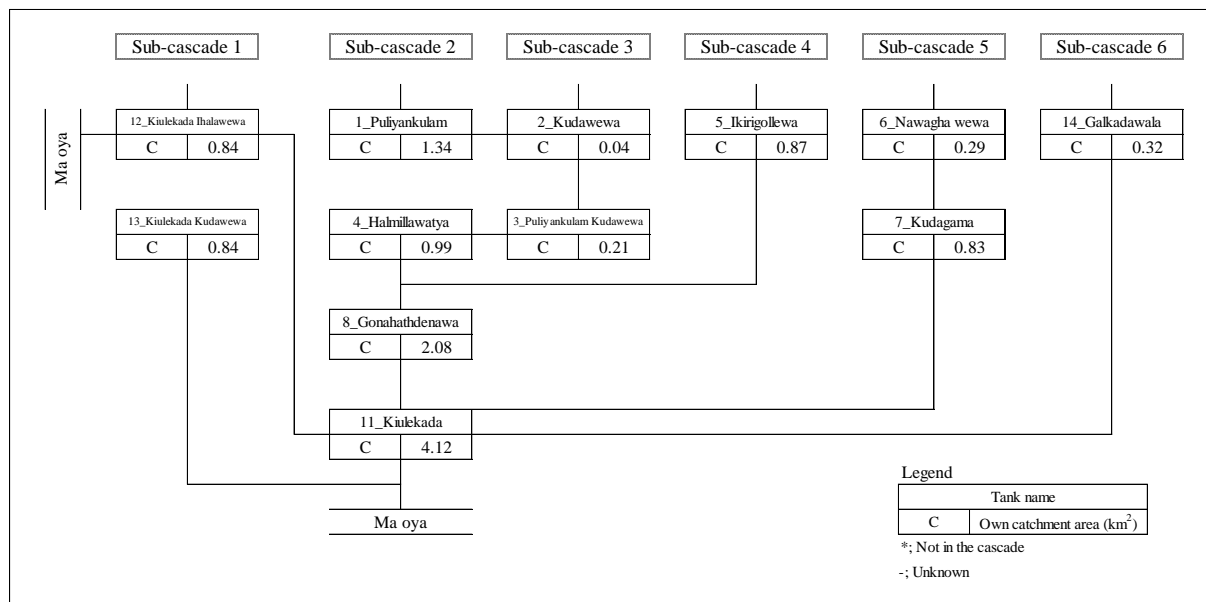 Sub-cascade 1 Sub-cascade 2 Sub-cascade 3 Sub-cascade 4 Sub-cascade 5 Sub-cascade 6
Ma oya
12_Kiulekada Ihalawewa 1_Puliyankulam 2_Kudawewa 5_Ikirigollewa 6_Nawagha wewa 14_Galkadawala
C 0.84 C 1.34 C 0.04 C 0.87 C 0.29 C 0.32
13_Kiulekada Kudawewa 4_Halmillawatya 3_Puliyankulam Kudawewa 7_Kudagama
C 0.84 C 0.99 C 0.21 C 0.83
8_Gonahathdenawa
C 2.08
11_Kiulekada
C 4.12
Ma oya
Legend
Tank name
C Own catchment area (km²)
*; Not in the cascade
-; Unknown